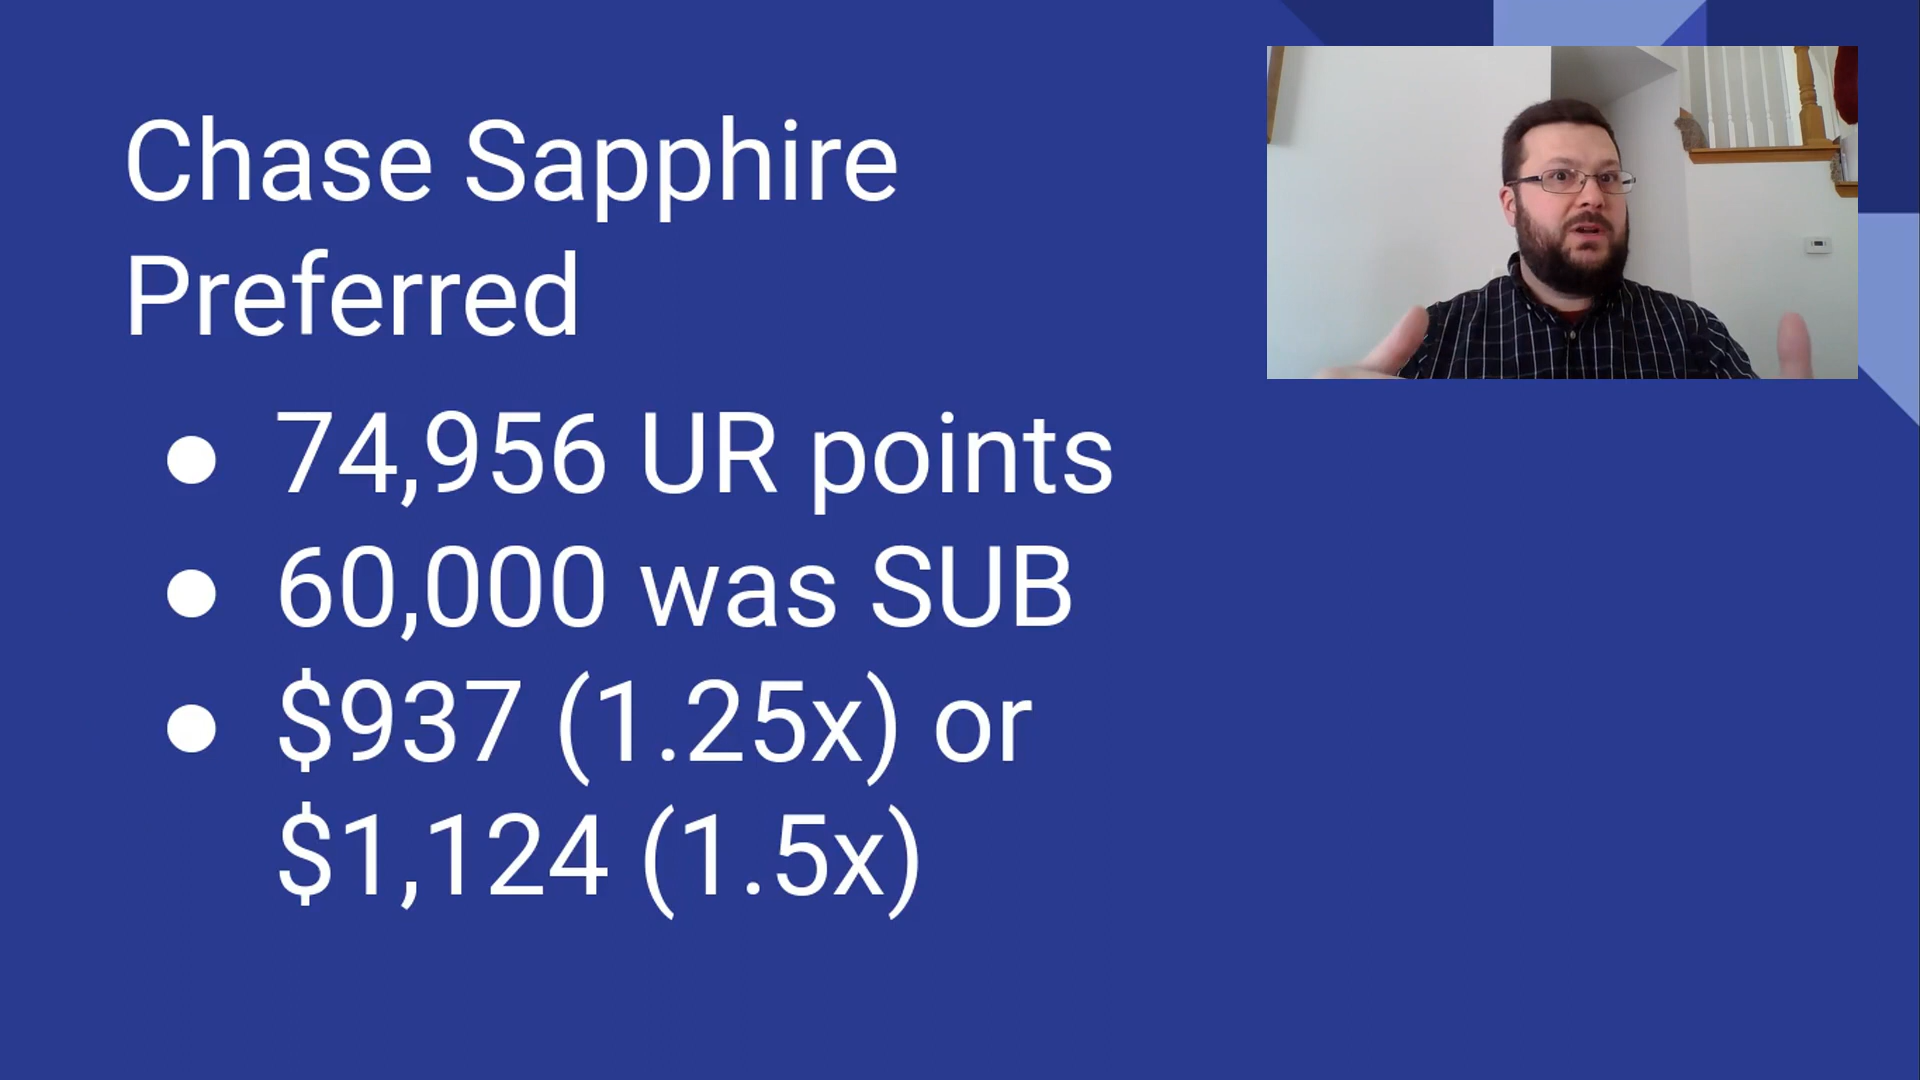 Chase Sapphire
Preferred
● 74,956 UR points
● 60,000 was SUB
● $937 (1.25x) or
$1,124 (1.5x)